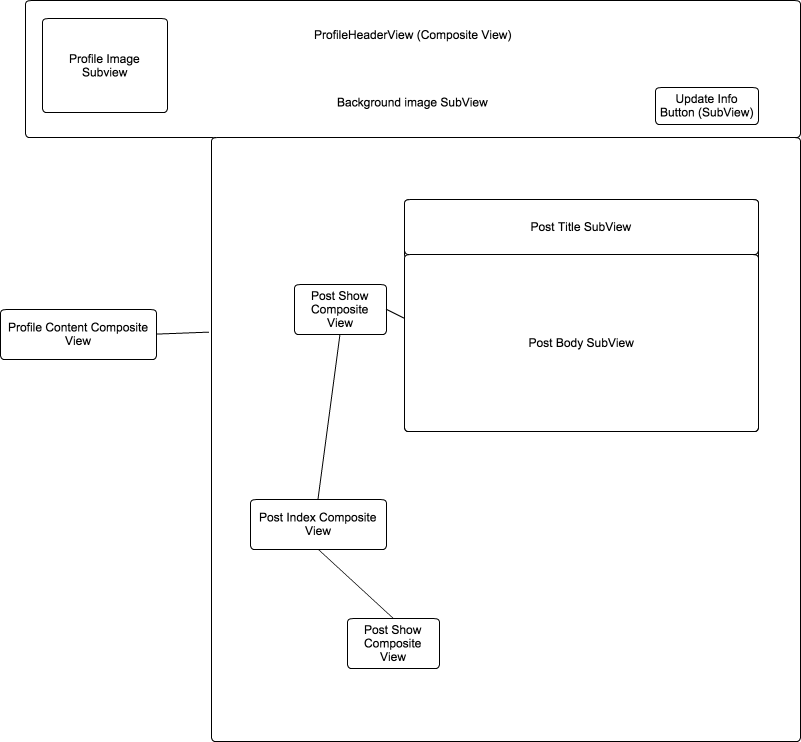 ProfileHeaderView (Composite View)
Profile Image
Subview
Background image SubView
Update Info
Button (SubView)
Post Title SubView
Post Show
Composite
View
Profile Content Composite
View
Post Body SubView
Post Index Composite
View
Post Show
Composite
View